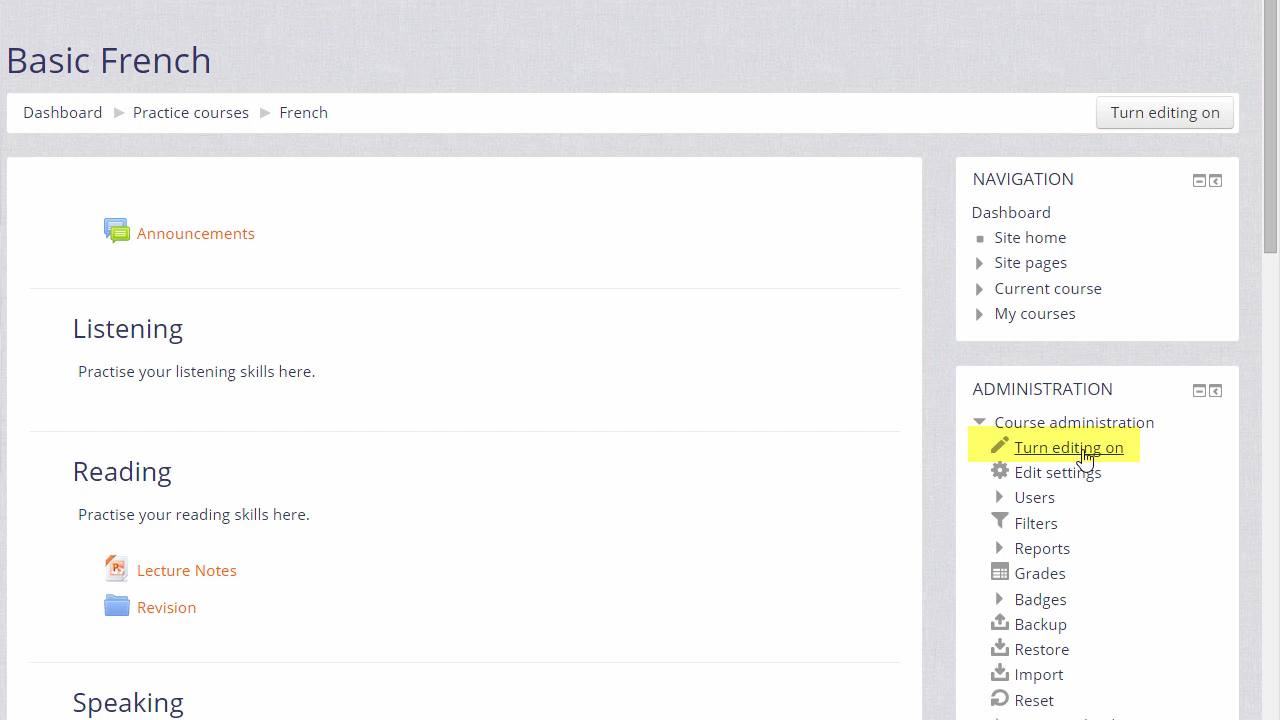 Basic French
Dashboard Practice courses French
Turn editing on
Announcements
Listening
Practise your listening skills here.
Reading
Practise your reading skills here.
Lecture Notes
Revision
Speaking
NAVIGATION
Dashboard
Site home
Site pages
Current course
My courses
ADMINISTRATION
Course administration
Turn editing on
Edit settings
Users
Filters
Reports
Grades
Badges
Backup
Restore
Import
Reset